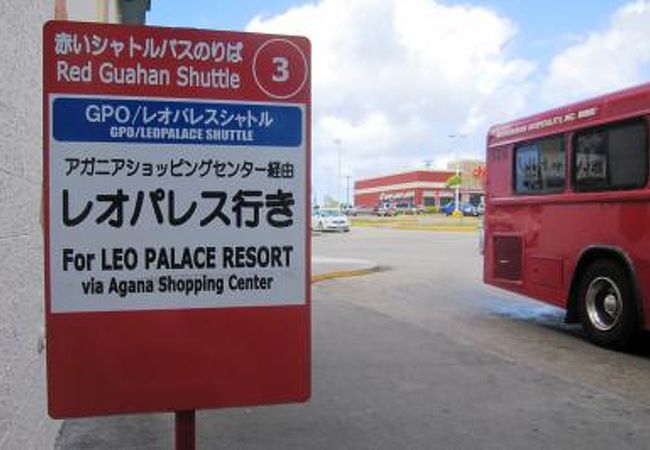 赤いシャトルバスのりば
Red Guahan Shuttle
3
GPO/レオパレスシャトル
GPO/LEOPALACE SHUTTLE
アガニアショッピングセンター経由
レオパレス行き
For LEO PALACE RESORT
via Agana Shopping Center